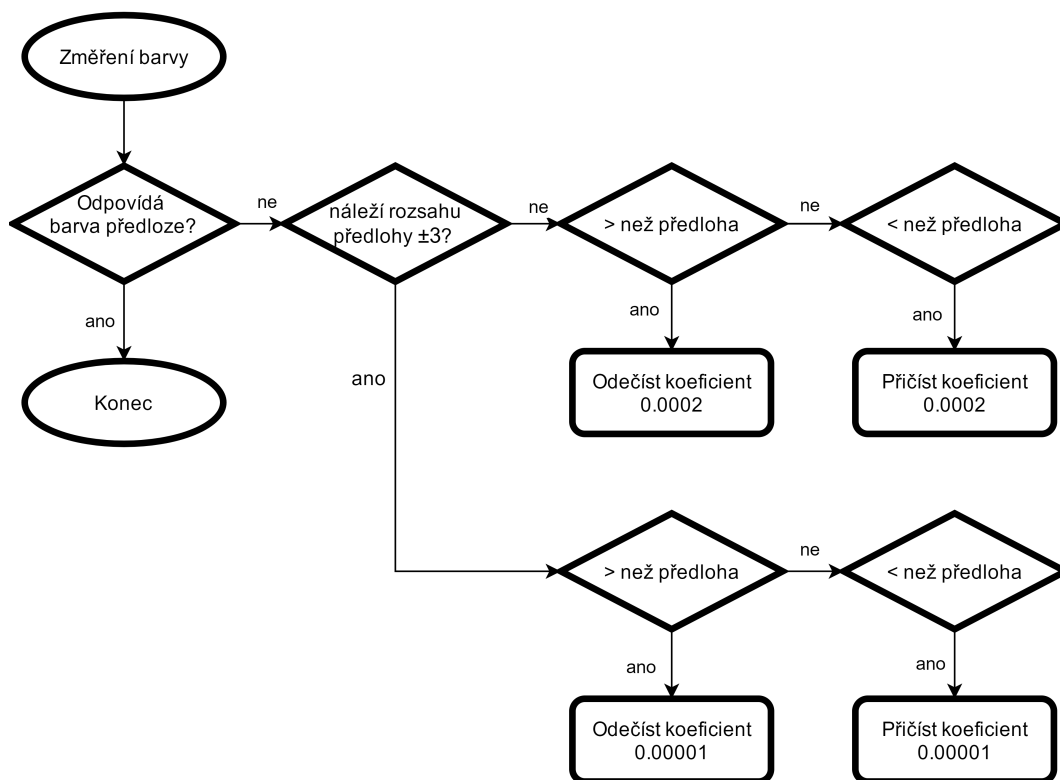 Změření barvy
Odpovídá
barva předloze?
ne
náleží rozsahu
předlohy ±3?
ne
> než předloha
ne
< než předloha
ano
ano
ano
ano
Konec
Odečíst koeficient
0.0002
Přičíst koeficient
0.0002
> než předloha
ne
< než předloha
ano
ano
Odečíst koeficient
0.00001
Přičíst koeficient
0.00001